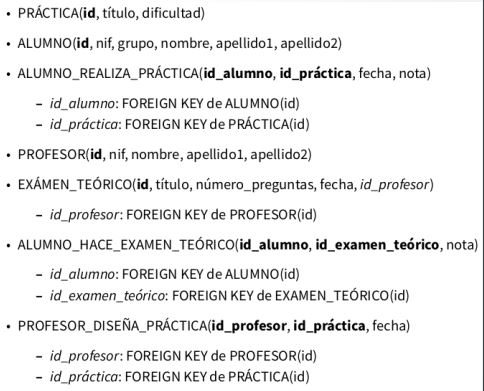 • PRÁCTICA(id, título, dificultad)
• ALUMNO(id, nif, grupo, nombre, apellido1, apellido2)
• ALUMNO_REALIZA_PRÁCTICA(id_alumno, id_práctica, fecha, nota)
– id_alumno: FOREIGN KEY de ALUMNO(id)
– id_práctica: FOREIGN KEY de PRÁCTICA(id)
• PROFESOR(id, nif, nombre, apellido1, apellido2)
• EXÁMEN_TEÓRICO(id, título, número_preguntas, fecha, id_profesor)
– id_profesor: FOREIGN KEY de PROFESOR(id)
• ALUMNO_HACE_EXAMEN_TEÓRICO(id_alumno, id_examen_teórico, nota)
– id_alumno: FOREIGN KEY de ALUMNO(id)
– id_examen_teórico: FOREIGN KEY de EXAMEN_TEÓRICO(id)
• PROFESOR_DISEÑA_PRÁCTICA(id_profesor, id_práctica, fecha)
– id_profesor: FOREIGN KEY de PROFESOR(id)
– id_práctica: FOREIGN KEY de PRÁCTICA(id)